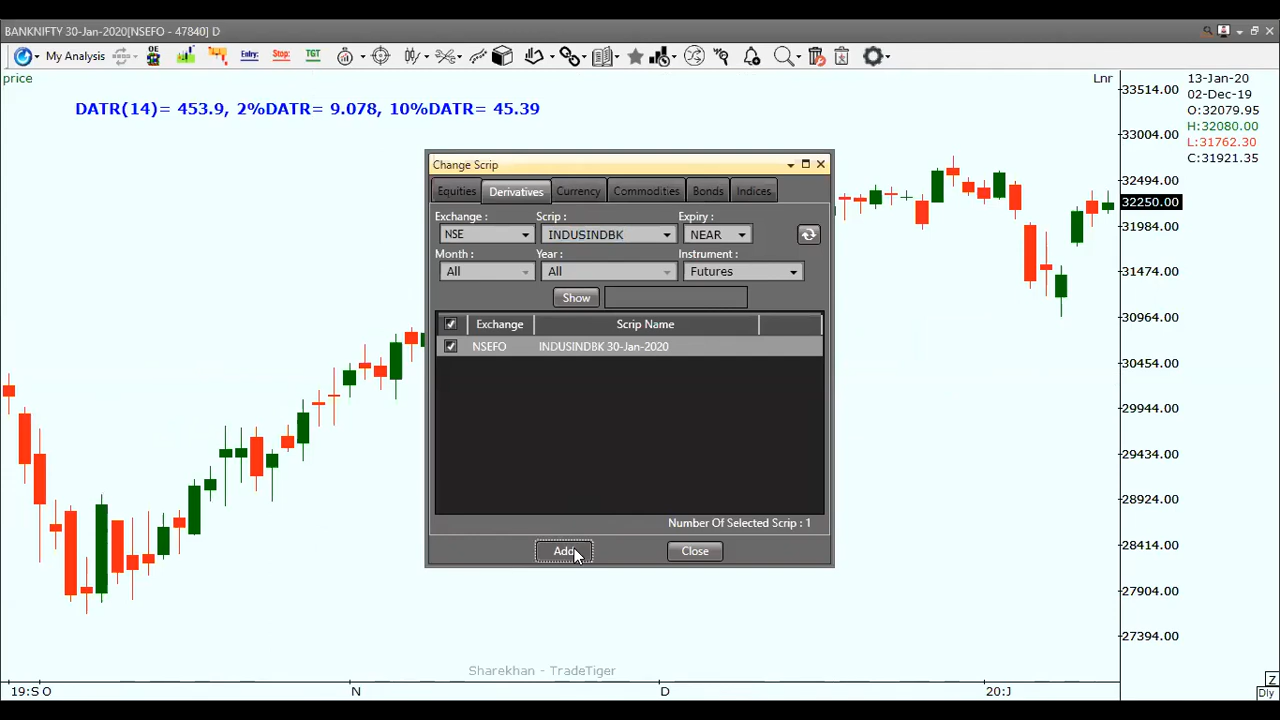 BANKNIFTY 30-Jan-2020[NSEFO - 47840] D
My Analysis
OE
Entry:
Stop:
TGT
price
Lnr
DATR(14)= 453.9, 2%DATR= 9.078, 10%DATR= 45.39
13-Jan-20
02-Dec-19
O:32079.95
H:32080.00
L:31762.30
C:31921.35
33514.00
33004.00
32494.00
32250.00
31984.00
31474.00
30964.00
30454.00
29944.00
29434.00
28924.00
28414.00
27904.00
27394.00
Change Scrip
Equities Derivatives Currency Commodities Bonds Indices
Exchange : Scrip : Expiry :
NSE INDUSINDBK NEAR
Month : Year : Instrument :
All All Futures
Show
Exchange Scrip Name
NSEFO INDUSINDBK 30-Jan-2020
Number Of Selected Scrip : 1
Add Close
Sharekhan - TradeTiger
19:S O N D 20:J
Z
Dly